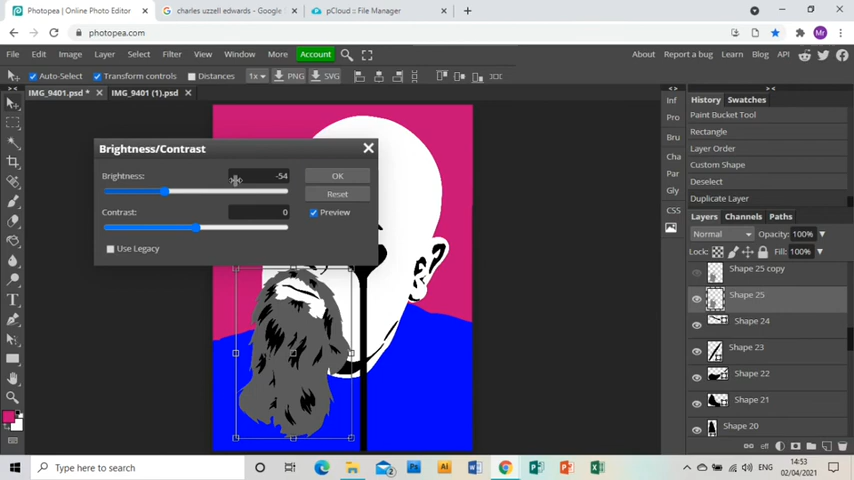 Photopea | Online Photo Editor
charles uzzell edwards - Google
pCloud :: File Manager
photopea.com
Mr
File Edit Image Layer Select Filter View Window More Account
About Report a bug Learn Blog API
Auto-Select Transform controls Distances 1x PNG SVG
IMG_9401.psd *
IMG_9401 (1).psd
Brightness/Contrast
Brightness: -54
OK
Reset
Contrast: 0
Preview
Use Legacy
Inf
Pro
Bru
Cha
Par
Gly
CSS
History Swatches
Paint Bucket Tool
Rectangle
Layer Order
Custom Shape
Deselect
Duplicate Layer
Layers Channels Paths
Normal Opacity: 100%
Lock: Fill: 100%
Shape 25 copy
Shape 25
Shape 24
Shape 23
Shape 22
Shape 21
Shape 20
eff
Type here to search
2
ENG
14:53
02/04/2021